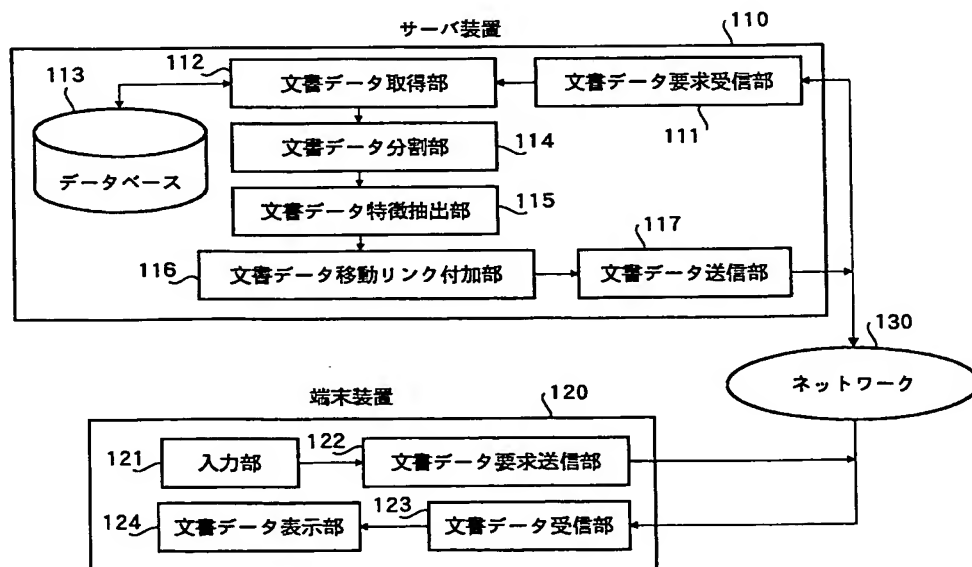 サーバ装置
110
112
文書データ取得部
文書データ要求受信部
111
113
データベース
文書データ分割部
114
文書データ特徴抽出部
115
116
文書データ移動リンク付加部
117
文書データ送信部
130
ネットワーク
端末装置
120
121
入力部
122
文書データ要求送信部
123
文書データ受信部
124
文書データ表示部